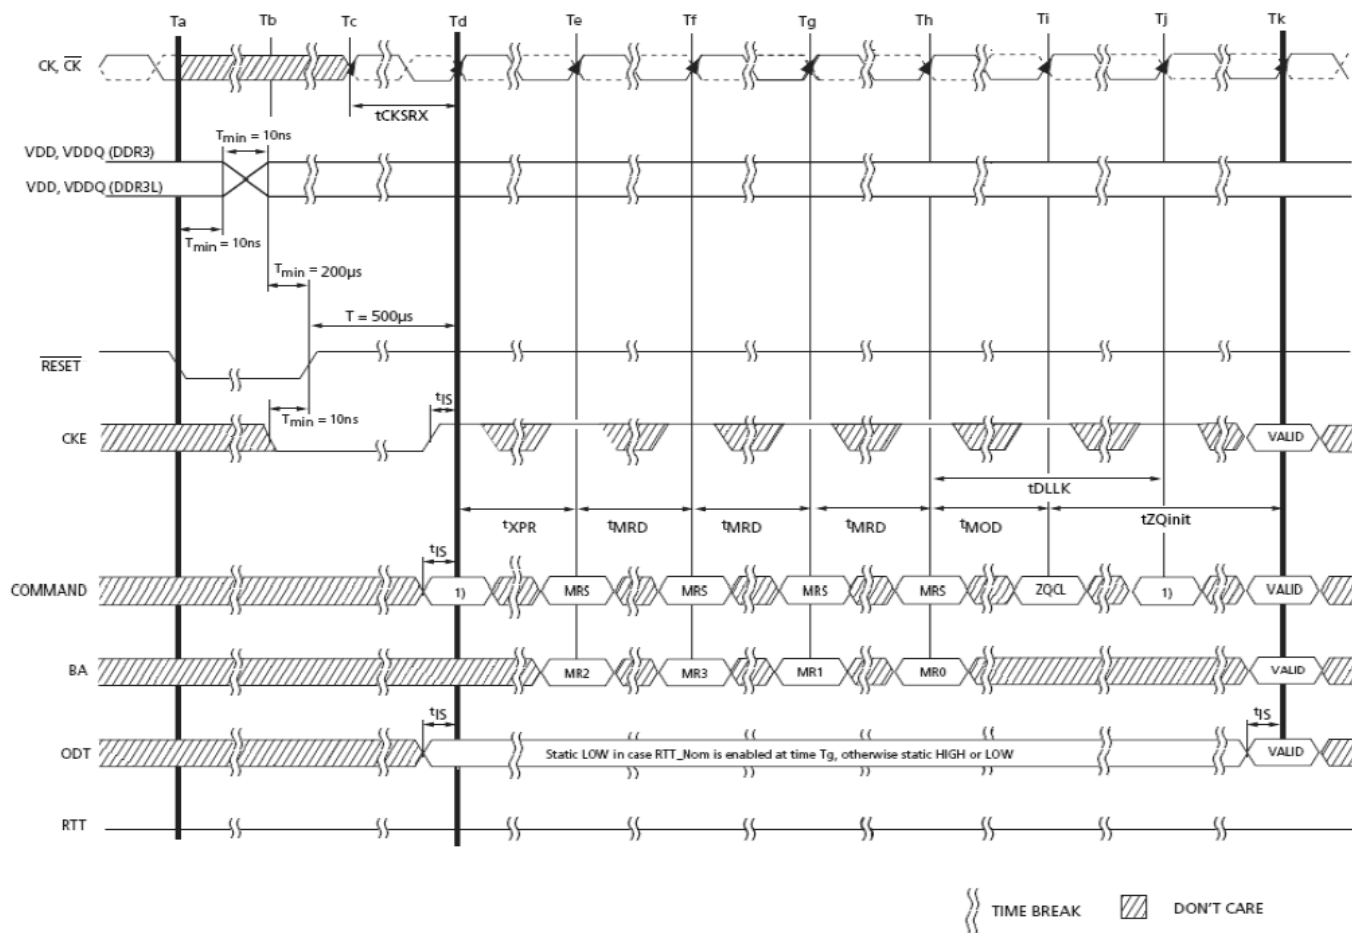 Ta Tb Tc Td Te Tf Tg Th Ti Tj Tk
CK, C̅K̅
tCKSRX
Tmin = 10ns
VDD, VDDQ (DDR3)
VDD, VDDQ (DDR3L)
Tmin = 10ns
Tmin = 200µs
T = 500µs
R̅E̅S̅E̅T̅
tIS
Tmin = 10ns
CKE VALID
tDLLK
tXPR tMRD tMRD tMRD tMOD tZQinit
tIS
COMMAND 1) MRS MRS MRS MRS ZQCL 1) VALID
BA MR2 MR3 MR1 MR0 VALID
tIS tIS
ODT Static LOW in case RTT_Nom is enabled at time Tg, otherwise static HIGH or LOW VALID
RTT
TIME BREAK DON'T CARE